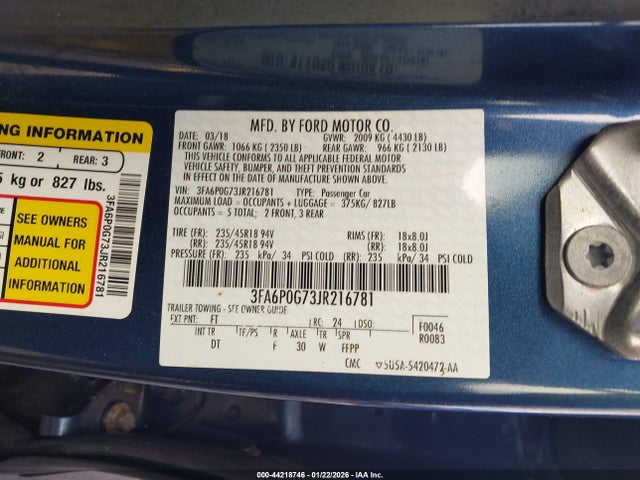 NG INFORMATION
FRONT: 2 REAR: 3
5 kg or 827 lbs.
SEE OWNERS
MANUAL FOR
ADDITIONAL
INFORMATION
3FA6P0G73JR216781
MFD. BY FORD MOTOR CO.
DATE: 03/18 GVWR: 2009 KG ( 4430 LB)
FRONT GAWR: 1066 KG ( 2350 LB) REAR GAWR: 966 KG ( 2130 LB)
THIS VEHICLE CONFORMS TO ALL APPLICABLE FEDERAL MOTOR
VEHICLE SAFETY, BUMPER, AND THEFT PREVENTION STANDARDS
IN EFFECT ON THE DATE OF MANUFACTURE SHOWN ABOVE.
VIN: 3FA6P0G73JR216781 TYPE: Passenger Car
MAXIMUM LOAD = OCCUPANTS + LUGGAGE = 375KG/827LB
OCCUPANTS = 5 TOTAL; 2 FRONT, 3 REAR
TIRE (FR): 235/45R18 94V RIMS (FR): 18x8.0J
(RR): 235/45R18 94V (RR): 18x8.0J
PRESSURE (FR): 235 kPa/ 34 PSI COLD (RR): 235 kPa/ 34 PSI COLD
3FA6P0G73JR216781
TRAILER TOWING - SEE OWNER GUIDE
EXT PNT: FT RC: 24 DSO: F0046
INT TR TP/PS R AXLE TR SPR R0083
DT F 30 W FFPP
CMC 5U5A-5420472-AA
000-44218746 - 01/22/2026 - IAA Inc.